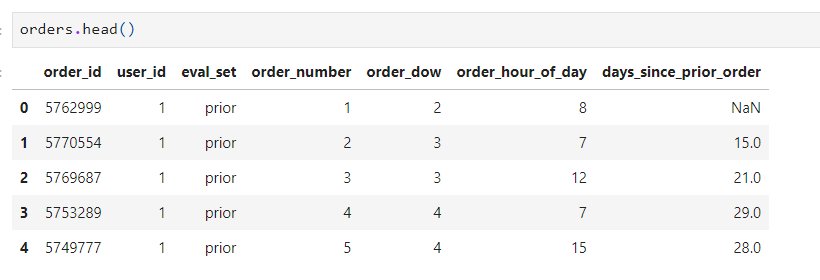 orders.head()
order_id user_id eval_set order_number order_dow order_hour_of_day days_since_prior_order
0 5762999 1 prior 1 2 8 NaN
1 5770554 1 prior 2 3 7 15.0
2 5769687 1 prior 3 3 12 21.0
3 5753289 1 prior 4 4 7 29.0
4 5749777 1 prior 5 4 15 28.0